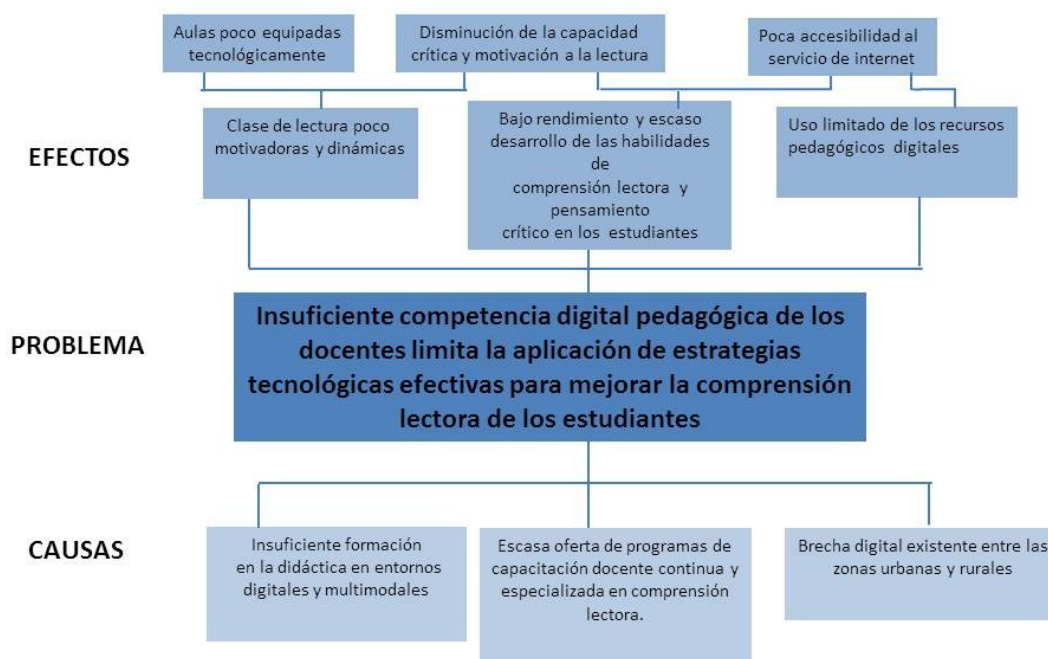 Aulas poco equipadas
tecnológicamente
Disminución de la capacidad
crítica y motivación a la lectura
Poca accesibilidad al
servicio de internet
EFECTOS
Clase de lectura poco
motivadoras y dinámicas
Bajo rendimiento y escaso
desarrollo de las habilidades
de
comprensión lectora y
pensamiento
crítico en los estudiantes
Uso limitado de los recursos
pedagógicos digitales
PROBLEMA
Insuficiente competencia digital pedagógica de los
docentes limita la aplicación de estrategias
tecnológicas efectivas para mejorar la comprensión
lectora de los estudiantes
CAUSAS
Insuficiente formación
en la didáctica en entornos
digitales y multimodales
Escasa oferta de programas de
capacitación docente continua y
especializada en comprensión
lectora.
Brecha digital existente entre las
zonas urbanas y rurales